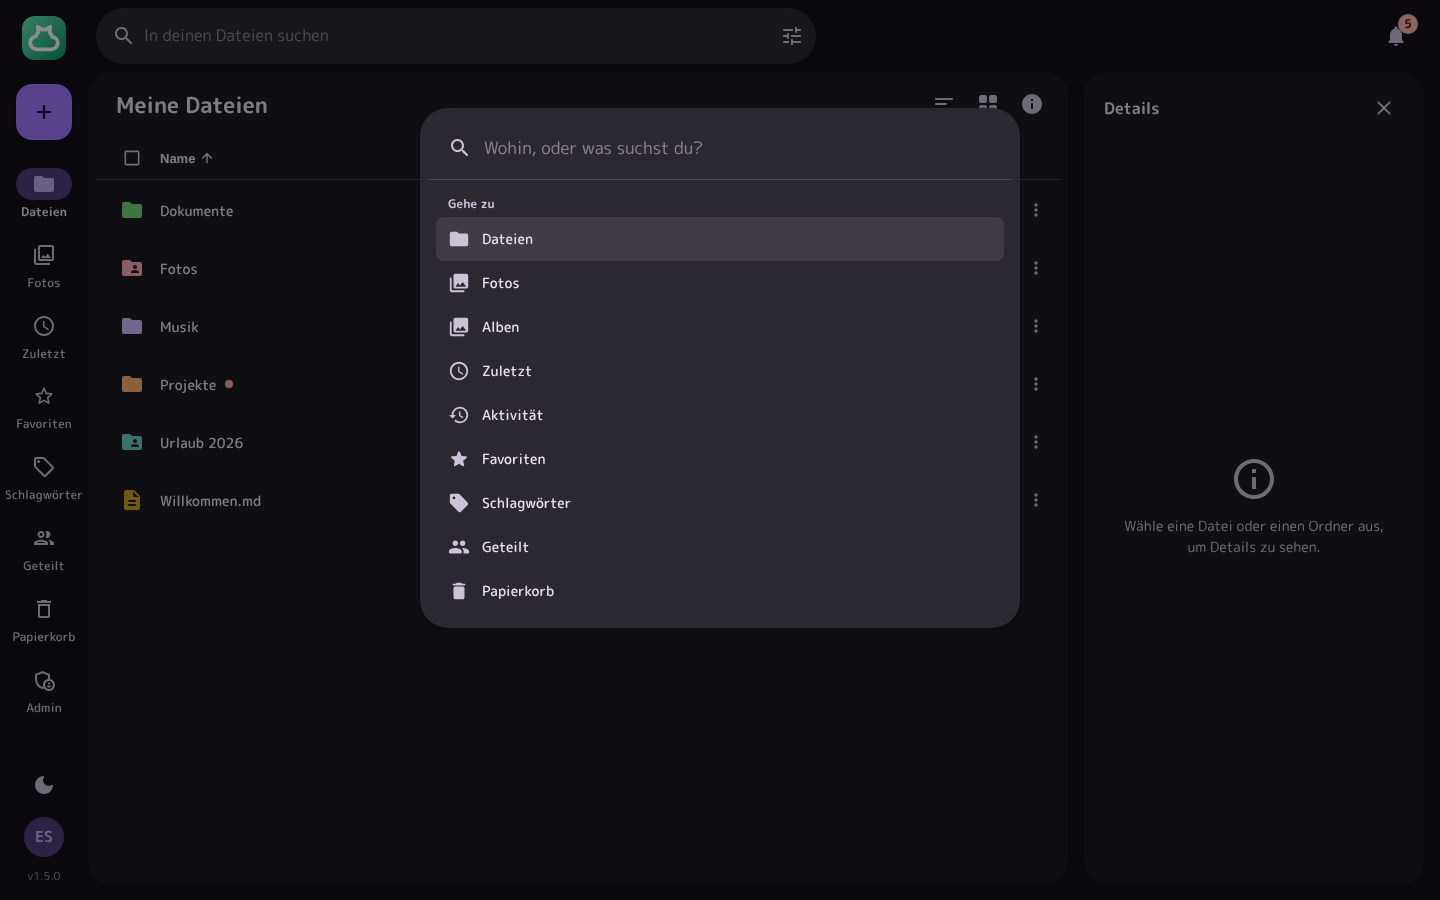 In deinen Dateien suchen
5
Meine Dateien
Details
Wohin, oder was suchst du?
Name
Gehe zu
Dateien
Fotos
Alben
Zuletzt
Aktivität
Favoriten
Schlagwörter
Geteilt
Papierkorb
Dokumente
Fotos
Musik
Projekte
Urlaub 2026
Willkommen.md
Wähle eine Datei oder einen Ordner aus,
um Details zu sehen.
Dateien
Fotos
Zuletzt
Favoriten
Schlagwörter
Geteilt
Papierkorb
Admin
ES
v1.5.0